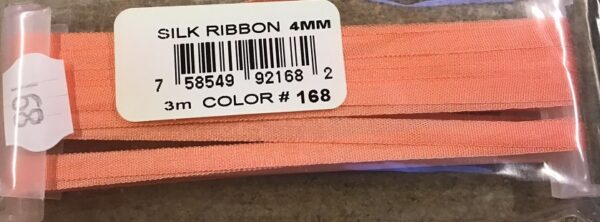 SILK RIBBON 4MM
7 58549 92168 2
3m COLOR # 168
168